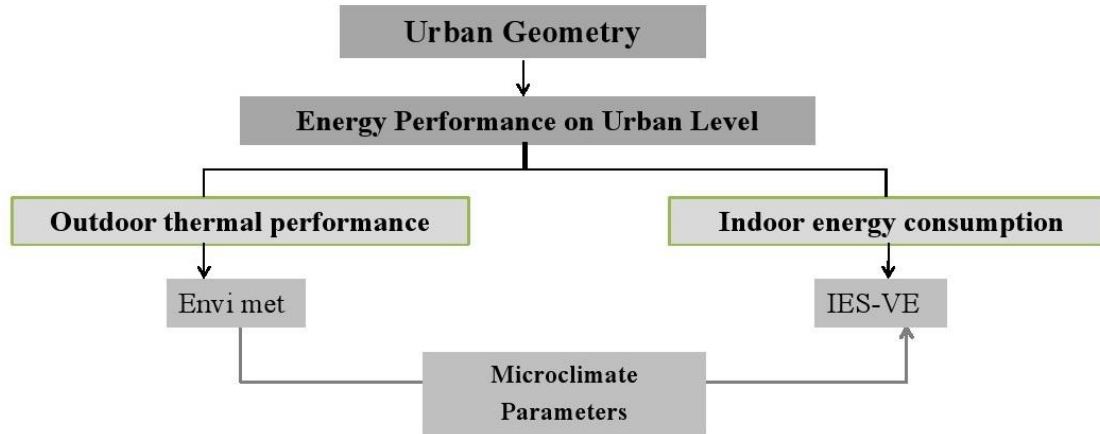 Urban Geometry
Energy Performance on Urban Level
Outdoor thermal performance
Indoor energy consumption
Envi met
IES-VE
Microclimate
Parameters